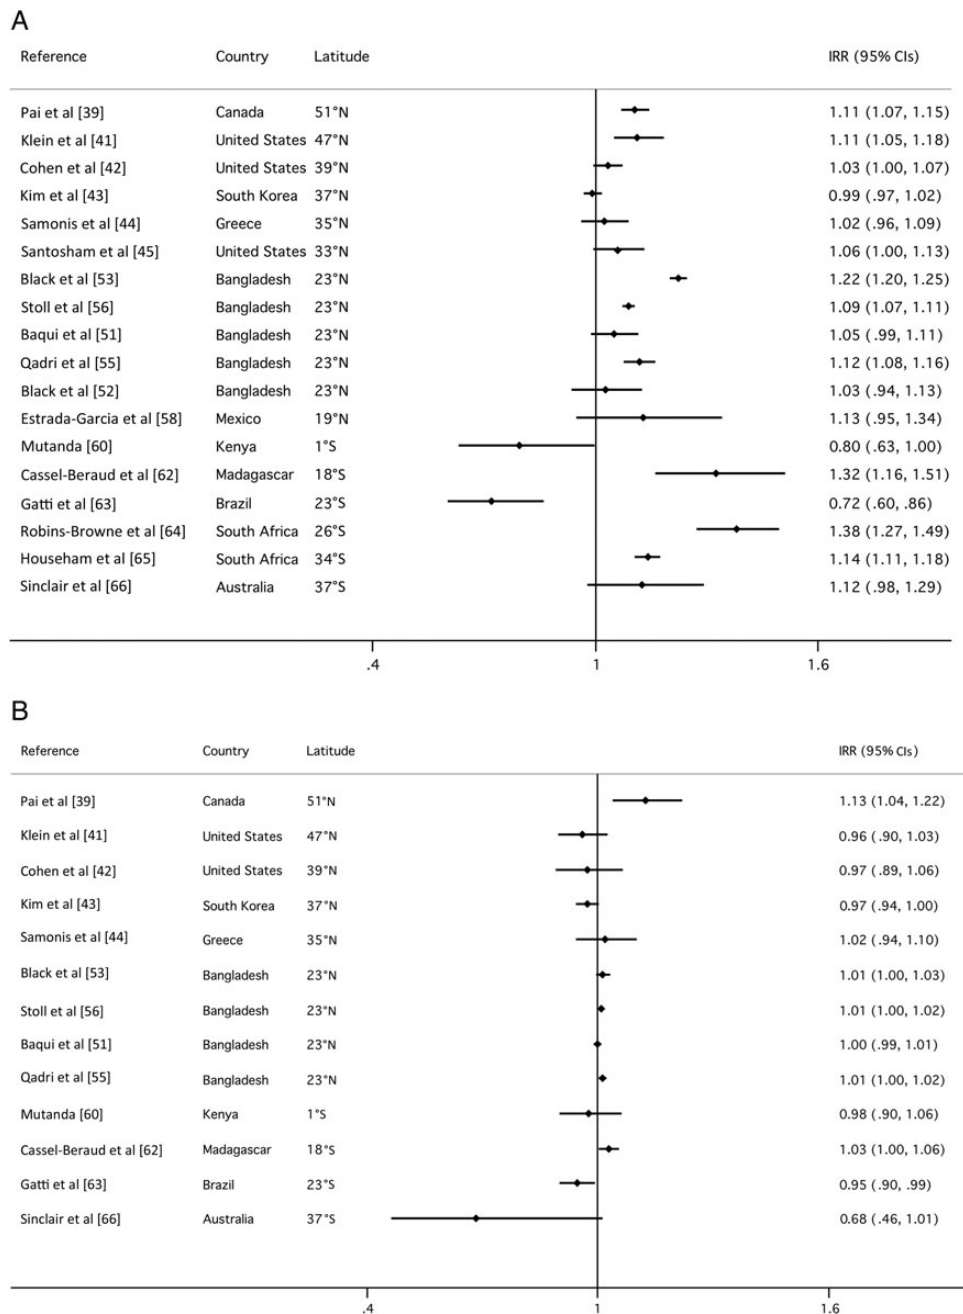 A
Reference Country Latitude IRR (95% CIs)
Pai et al [39] Canada 51°N 1.11 (1.07, 1.15)
Klein et al [41] United States 47°N 1.11 (1.05, 1.18)
Cohen et al [42] United States 39°N 1.03 (1.00, 1.07)
Kim et al [43] South Korea 37°N 0.99 (.97, 1.02)
Samonis et al [44] Greece 35°N 1.02 (.96, 1.09)
Santosham et al [45] United States 33°N 1.06 (1.00, 1.13)
Black et al [53] Bangladesh 23°N 1.22 (1.20, 1.25)
Stoll et al [56] Bangladesh 23°N 1.09 (1.07, 1.11)
Baqui et al [51] Bangladesh 23°N 1.05 (.99, 1.11)
Qadri et al [55] Bangladesh 23°N 1.12 (1.08, 1.16)
Black et al [52] Bangladesh 23°N 1.03 (.94, 1.13)
Estrada-Garcia et al [58] Mexico 19°N 1.13 (.95, 1.34)
Mutanda [60] Kenya 1°S 0.80 (.63, 1.00)
Cassel-Beraud et al [62] Madagascar 18°S 1.32 (1.16, 1.51)
Gatti et al [63] Brazil 23°S 0.72 (.60, .86)
Robins-Browne et al [64] South Africa 26°S 1.38 (1.27, 1.49)
Househam et al [65] South Africa 34°S 1.14 (1.11, 1.18)
Sinclair et al [66] Australia 37°S 1.12 (.98, 1.29)
.4 1 1.6
B
Reference Country Latitude IRR (95% CIs)
Pai et al [39] Canada 51°N 1.13 (1.04, 1.22)
Klein et al [41] United States 47°N 0.96 (.90, 1.03)
Cohen et al [42] United States 39°N 0.97 (.89, 1.06)
Kim et al [43] South Korea 37°N 0.97 (.94, 1.00)
Samonis et al [44] Greece 35°N 1.02 (.94, 1.10)
Black et al [53] Bangladesh 23°N 1.01 (1.00, 1.03)
Stoll et al [56] Bangladesh 23°N 1.01 (1.00, 1.02)
Baqui et al [51] Bangladesh 23°N 1.00 (.99, 1.01)
Qadri et al [55] Bangladesh 23°N 1.01 (1.00, 1.02)
Mutanda [60] Kenya 1°S 0.98 (.90, 1.06)
Cassel-Beraud et al [62] Madagascar 18°S 1.03 (1.00, 1.06)
Gatti et al [63] Brazil 23°S 0.95 (.90, .99)
Sinclair et al [66] Australia 37°S 0.68 (.46, 1.01)
.4 1 1.6